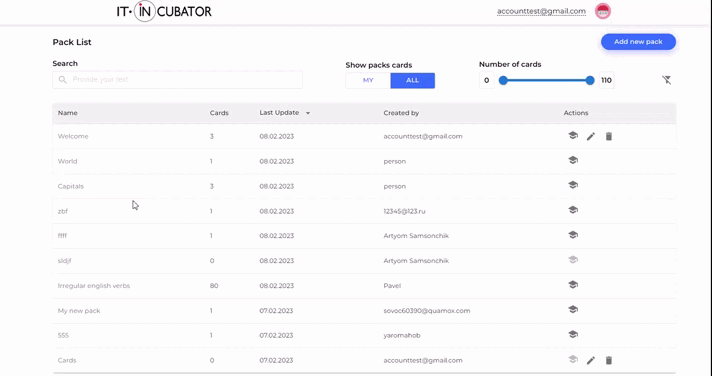 IT-INCUBATOR
accounttest@gmail.com
Pack List
Add new pack
Search
Show packs cards
Number of cards
Provide your text
MY
ALL
0
110
Name Cards Last Update Created by Actions
Welcome 3 08.02.2023 accounttest@gmail.com
World 1 08.02.2023 person
Capitals 3 08.02.2023 person
zbf 1 08.02.2023 12345@123.ru
ffff 1 08.02.2023 Artyom Samsonchik
sldjf 0 08.02.2023 Artyom Samsonchik
Irregular english verbs 80 08.02.2023 Pavel
My new pack 1 07.02.2023 sovoc60390@quamox.com
555 1 07.02.2023 yaromahob
Cards 0 07.02.2023 accounttest@gmail.com